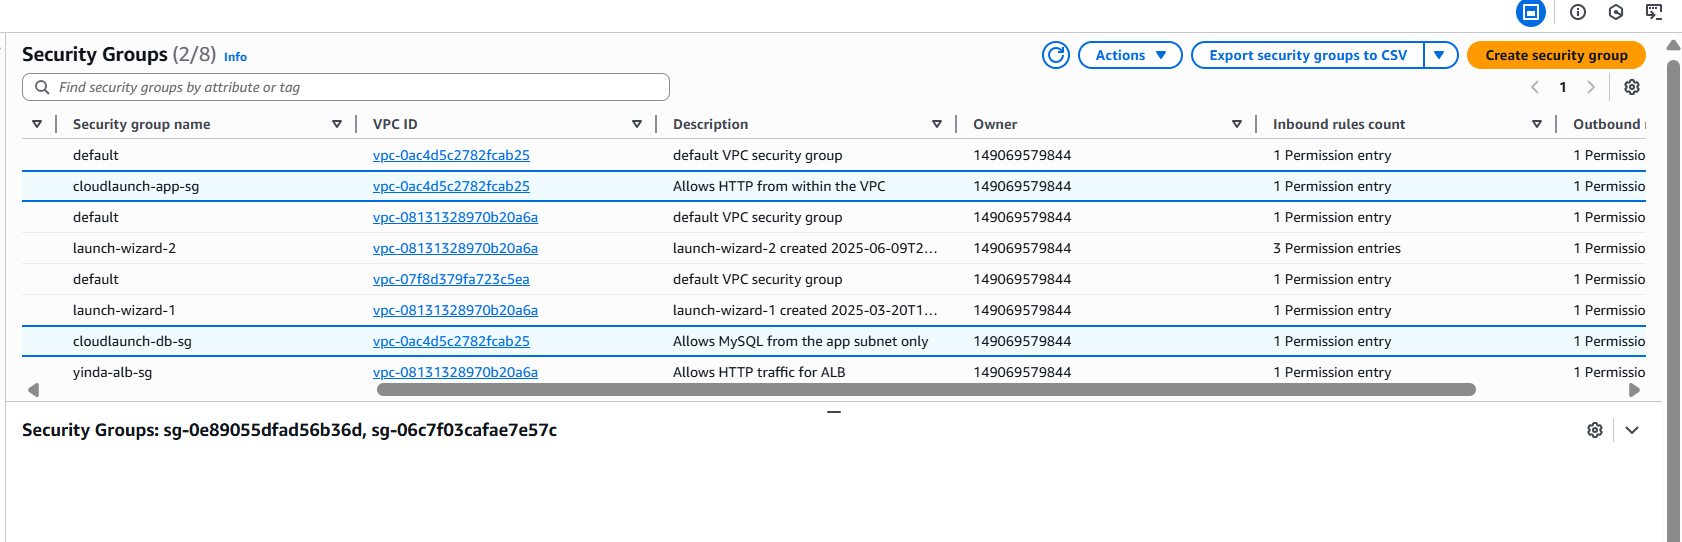 Security Groups (2/8) Info
Actions
Export security groups to CSV
Create security group
Find security groups by attribute or tag
1
Security group name VPC ID Description Owner Inbound rules count Outbound
default vpc-0ac4d5c2782fcab25 default VPC security group 149069579844 1 Permission entry 1 Permissio
cloudlaunch-app-sg vpc-0ac4d5c2782fcab25 Allows HTTP from within the VPC 149069579844 1 Permission entry 1 Permissio
default vpc-08131328970b20a6a default VPC security group 149069579844 1 Permission entry 1 Permissio
launch-wizard-2 vpc-08131328970b20a6a launch-wizard-2 created 2025-06-09T2... 149069579844 3 Permission entries 1 Permissio
default vpc-07f8d379fa723c5ea default VPC security group 149069579844 1 Permission entry 1 Permissio
launch-wizard-1 vpc-08131328970b20a6a launch-wizard-1 created 2025-03-20T1... 149069579844 1 Permission entry 1 Permissio
cloudlaunch-db-sg vpc-0ac4d5c2782fcab25 Allows MySQL from the app subnet only 149069579844 1 Permission entry 1 Permissio
yinda-alb-sg vpc-08131328970b20a6a Allows HTTP traffic for ALB 149069579844 1 Permission entry 1 Permissio
Security Groups: sg-0e89055dfad56b36d, sg-06c7f03cafae7e57c